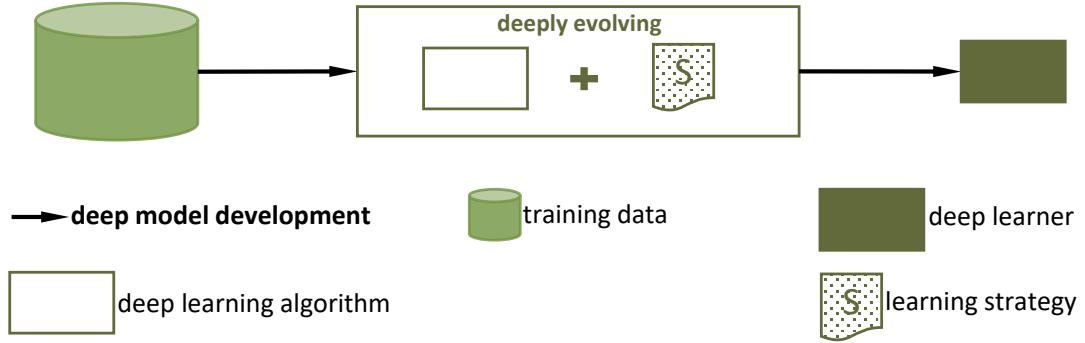 deeply evolving
S
deep model development
training data
deep learner
deep learning algorithm
S
learning strategy